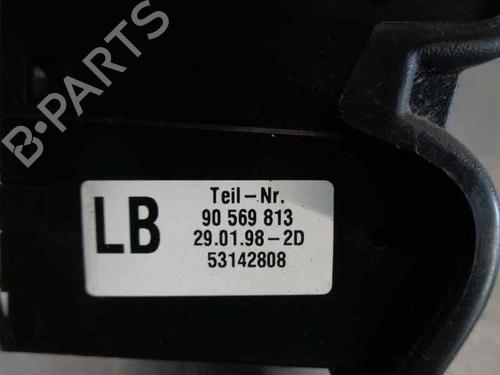 B-PARTS
LB
Teil-Nr.
90 569 813
29.01.98-2D
53142808